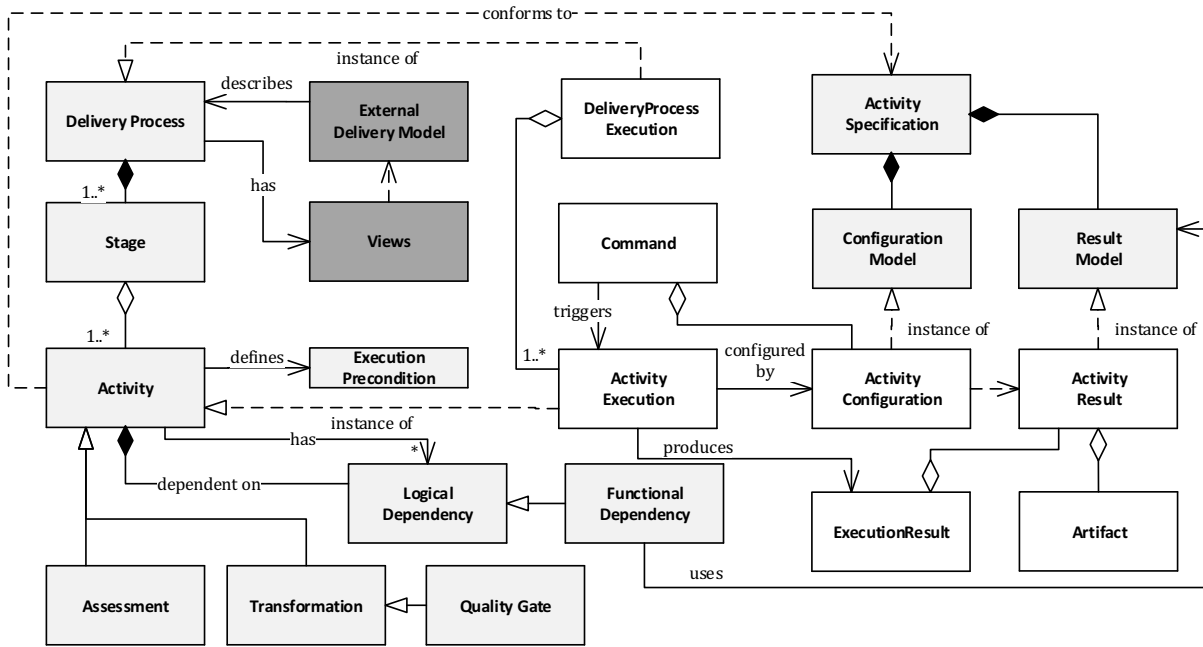 conforms to
instance of
describes
Delivery Process
External
Delivery Model
DeliveryProcess
Execution
Activity
Specification
has
1..*
Stage
Views
Command
Configuration
Model
Result
Model
triggers
instance of
instance of
1..*
1..*
defines
Execution
Precondition
configured
by
Activity
Activity
Execution
Activity
Configuration
Activity
Result
instance of
has
*
produces
dependent on
Logical
Dependency
Functional
Dependency
ExecutionResult
Artifact
uses
Assessment
Transformation
Quality Gate